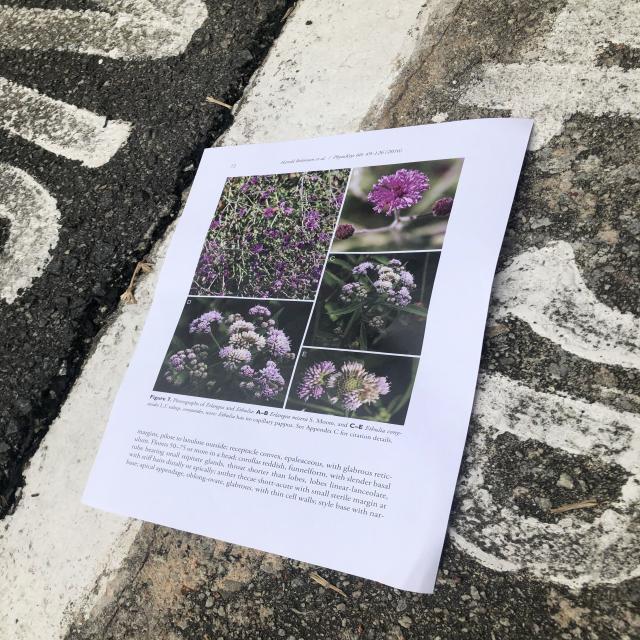 72 Harold Robinson et al. / PhytoKeys 60: 49–126 (2016)
Figure 7. Photographs of Erlangea and Ethulia. A–B Erlangea misera S. Moore, and C–E Ethulia cony-
zoides L.f. subsp. conyzoides, note: Ethulia has no capillary pappus. See Appendix C for citation details.
margins, pilose to lanulose outside; receptacle convex, epaleaceous, with glabrous retic-
ulum. Florets 50–75 or more in a head; corollas reddish, funnelform, with slender basal
tube bearing small stipitate glands, throat shorter than lobes, lobes linear-lanceolate,
with stiff hairs distally or apically; anther thecae short-acute with small sterile margin at
base; apical appendage, oblong-ovate, glabrous, with thin cell walls; style base with nar-